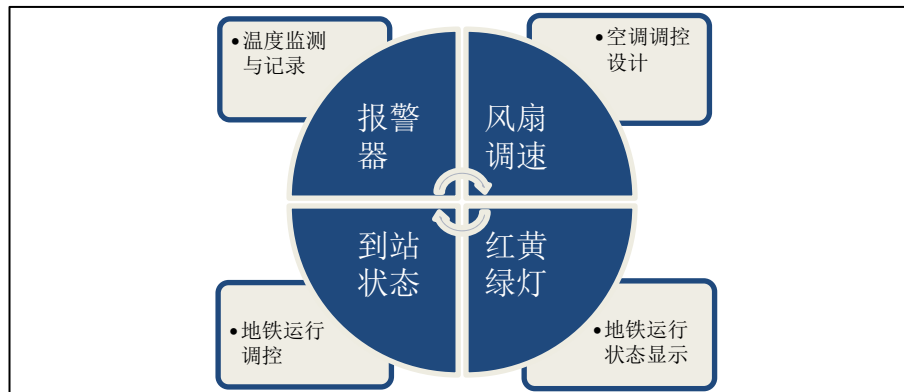 •温度监测
与记录
•空调调控
设计
报警
器
风扇
调速
到站
状态
红黄
绿灯
•地铁运行
调控
•地铁运行
状态显示